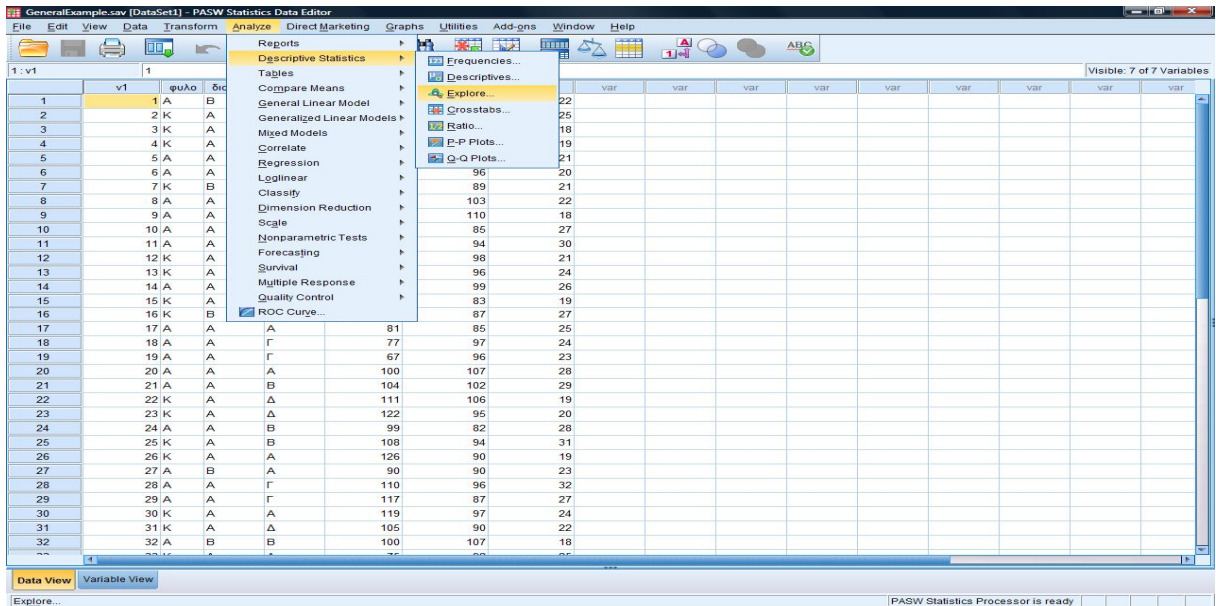 GeneralExample.sav [DataSet1] - PASW Statistics Data Editor
File Edit View Data Transform Analyze Direct Marketing Graphs Utilities Add-ons Window Help
1 : v1 1 Visible: 7 of 7 Variables
Reports
Descriptive Statistics
Tables
Compare Means
General Linear Model
Generalized Linear Models
Mixed Models
Correlate
Regression
Loglinear
Classify
Dimension Reduction
Scale
Nonparametric Tests
Forecasting
Survival
Multiple Response
Quality Control
ROC Curve...
Frequencies...
Descriptives...
Explore...
Crosstabs...
Ratio...
P-P Plots...
Q-Q Plots...
v1 φυλο var var var var var var var var var
1 1 Α Β 22
2 2 Κ Α 25
3 3 Κ Α 18
4 4 Κ Α 19
5 5 Α Α 21
6 6 Α Α 96 20
7 7 Κ Β 89 21
8 8 Α Α 103 22
9 9 Α Α 110 18
10 10 Α Α 85 27
11 11 Α Α 94 30
12 12 Κ Α 98 21
13 13 Κ Α 96 24
14 14 Α Α 99 26
15 15 Κ Α 83 19
16 16 Κ Β 87 27
17 17 Α Α Α 81 85 25
18 18 Α Α Γ 77 97 24
19 19 Α Α Γ 67 96 23
20 20 Α Α Α 100 107 28
21 21 Α Α Β 104 102 29
22 22 Κ Α Δ 111 106 19
23 23 Κ Α Δ 122 95 20
24 24 Α Α Β 99 82 28
25 25 Κ Α Β 108 94 31
26 26 Κ Α Α 126 90 19
27 27 Α Β Α 90 90 23
28 28 Α Α Γ 110 96 32
29 29 Α Α Γ 117 87 27
30 30 Κ Α Α 119 97 24
31 31 Κ Α Δ 105 90 22
32 32 Α Β Β 100 107 18
Data View Variable View
Explore... PASW Statistics Processor is ready